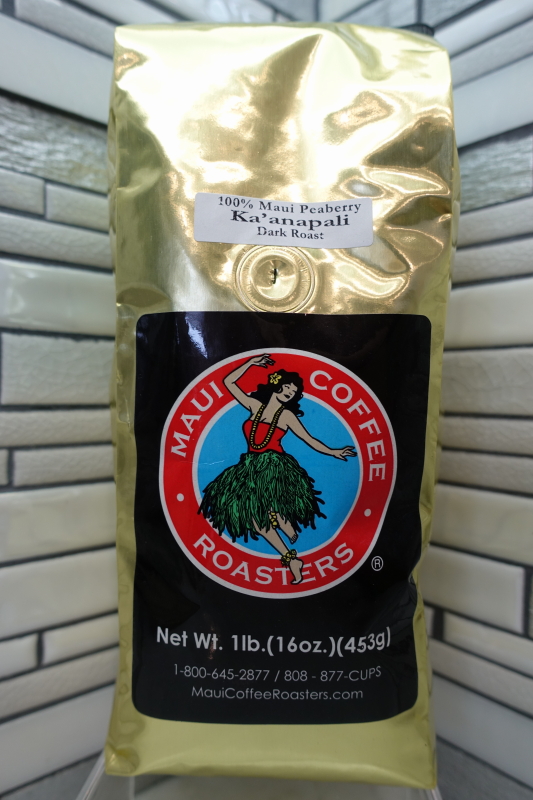 100% Maui Peaberry
Ka'anapali
Dark Roast
MAUI COFFEE
ROASTERS
®
Net Wt. 1lb.(16oz.)(453g)
1-800-645-2877 / 808 - 877-CUPS
MauiCoffeeRoasters.com